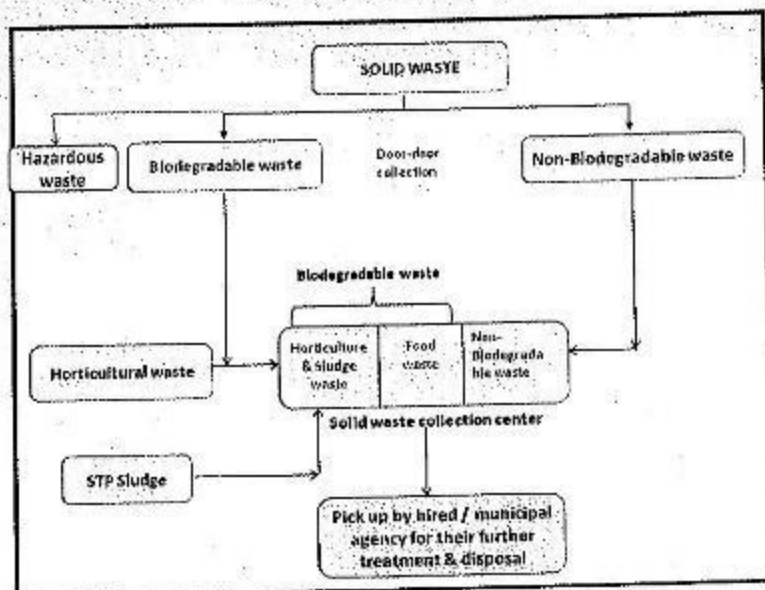 SOLID WASTE
Hazardous
waste
Biodegradable waste
Door-door
collection
Non-Biodegradable waste
Biodegradable waste
Horticulture
& Sludge
waste
Food
waste
Non-
Biodegrada
ble waste
Horticultural waste
Solid waste collection center
STP Sludge
Pick up by hired / municipal
agency for their further
treatment & disposal